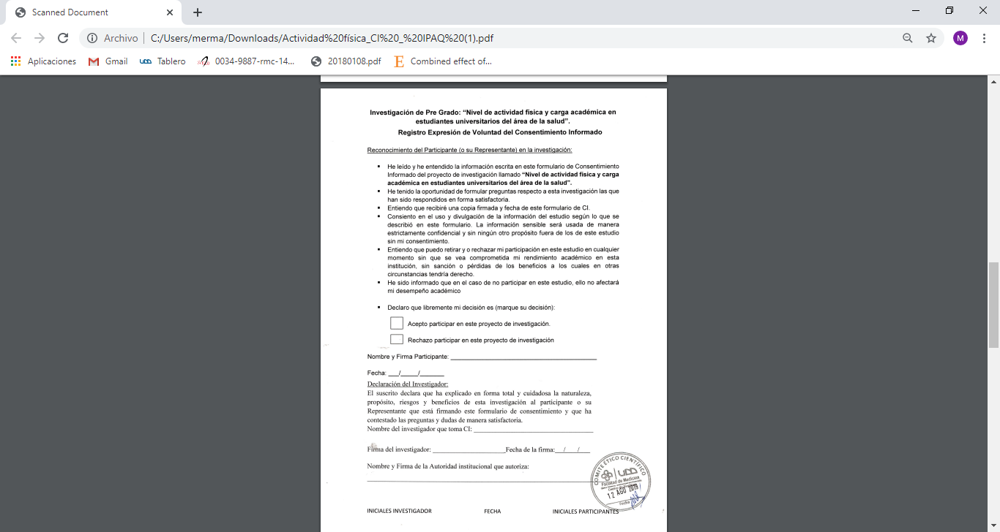 Scanned Document
Archivo
C:/Users/merma/Downloads/Actividad%20física_CI%20_%20IPAQ%20(1).pdf
M
Aplicaciones
Gmail
udd Tablero
0034-9887-rmc-14...
20180108.pdf
E Combined effect of...
Investigación de Pre Grado: “Nivel de actividad física y carga académica en
estudiantes universitarios del área de la salud”.
Registro Expresión de Voluntad del Consentimiento Informado
Reconocimiento del Participante (o su Representante) en la investigación:
▪ He leído y he entendido la información escrita en este formulario de Consentimiento
Informado del proyecto de investigación llamado “Nivel de actividad física y carga
académica en estudiantes universitarios del área de la salud”.
▪ He tenido la oportunidad de formular preguntas respecto a esta investigación las que
han sido respondidos en forma satisfactoria.
▪ Entiendo que recibiré una copia firmada y fecha de este formulario de CI.
▪ Consiento en el uso y divulgación de la información del estudio según lo que se
describió en este formulario. La información sensible será usada de manera
estrictamente confidencial y sin ningún otro propósito fuera de los de este estudio
sin mi consentimiento.
▪ Entiendo que puedo retirar y o rechazar mi participación en este estudio en cualquier
momento sin que se vea comprometida mi rendimiento académico en esta
institución, sin sanción o pérdidas de los beneficios a los cuales en otras
circunstancias tendría derecho.
▪ He sido informado que en el caso de no participar en este estudio, ello no afectará
mi desempeño académico
▪ Declaro que libremente mi decisión es (marque su decisión):
Acepto participar en este proyecto de investigación.
Rechazo participar en este proyecto de investigación
Nombre y Firma Participante: ____________________
Fecha: ___/_____/_______
Declaración del Investigador:
El suscrito declara que ha explicado en forma total y cuidadosa la naturaleza,
propósito, riesgos y beneficios de esta investigación al participante o su
Representante que está firmando este formulario de consentimiento y que ha
contestado las preguntas y dudas de manera satisfactoria.
Nombre del investigador que toma CI: ____________________
Firma del investigador: ____________________Fecha de la firma:___/___/___
Nombre y Firma de la Autoridad institucional que autoriza:
COMITÉ ÉTICO CIENTÍFICO
udd
Facultad de Medicina
12 AGO 2019
Fecha
INICIALES INVESTIGADOR FECHA INICIALES PARTICIPANTES